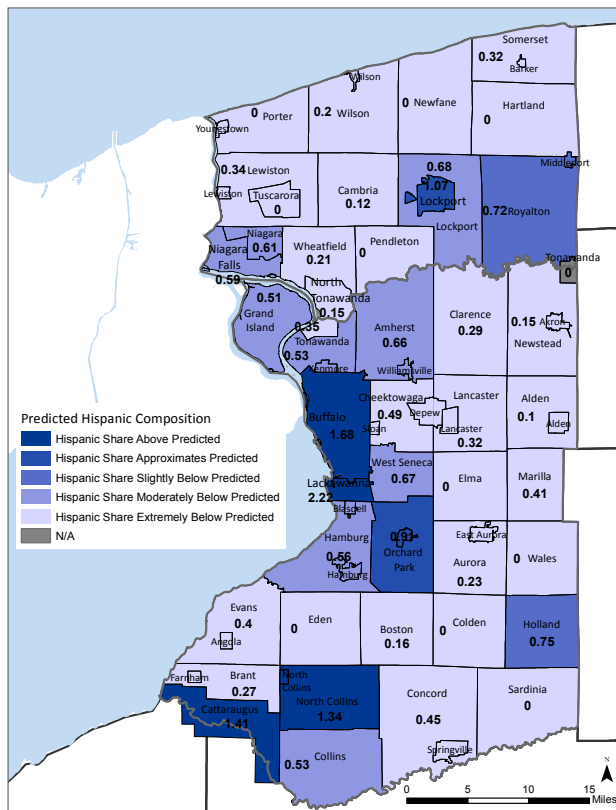 Somerset
0.32
Barker
Wilson
0.2
Wilson
0
Newfane
Hartland
0
0
Porter
Youngstown
0.34
Lewiston
Lewiston
Tuscarora
0
Cambria
0.12
0.68
1.07
Lockport
Lockport
Middleport
0.72
Royalton
Niagara
0.61
Niagara
Falls
0.59
Wheatfield
0.21
Pendleton
0
North
Tonawanda
0.15
Tonawanda
0
0.51
Grand
Island
0.35
Tonawanda
0.53
Kenmore
Amherst
0.66
Williamsville
Clarence
0.29
0.15
Akron
Newstead
Buffalo
1.68
Cheektowaga
0.49
Depew
Sloan
Lancaster
Lancaster
0.32
Alden
0.1
Alden
Predicted Hispanic Composition
Hispanic Share Above Predicted
Hispanic Share Approximates Predicted
Hispanic Share Slightly Below Predicted
Hispanic Share Moderately Below Predicted
Hispanic Share Extremely Below Predicted
N/A
West Seneca
0.67
Elma
0
Marilla
0.41
Lackawanna
2.22
Blasdell
Hamburg
0.56
Hamburg
Orchard
Park
East Aurora
Aurora
0.23
0
Wales
Evans
0.4
Angola
0
Eden
Boston
0.16
Colden
0
Holland
0.75
Farnham
Brant
0.27
North
Collins
North Collins
1.34
Cattaraugus
1.41
Concord
0.45
Springville
Sardinia
0
0.53
Collins
N
0 5 10 15
Miles